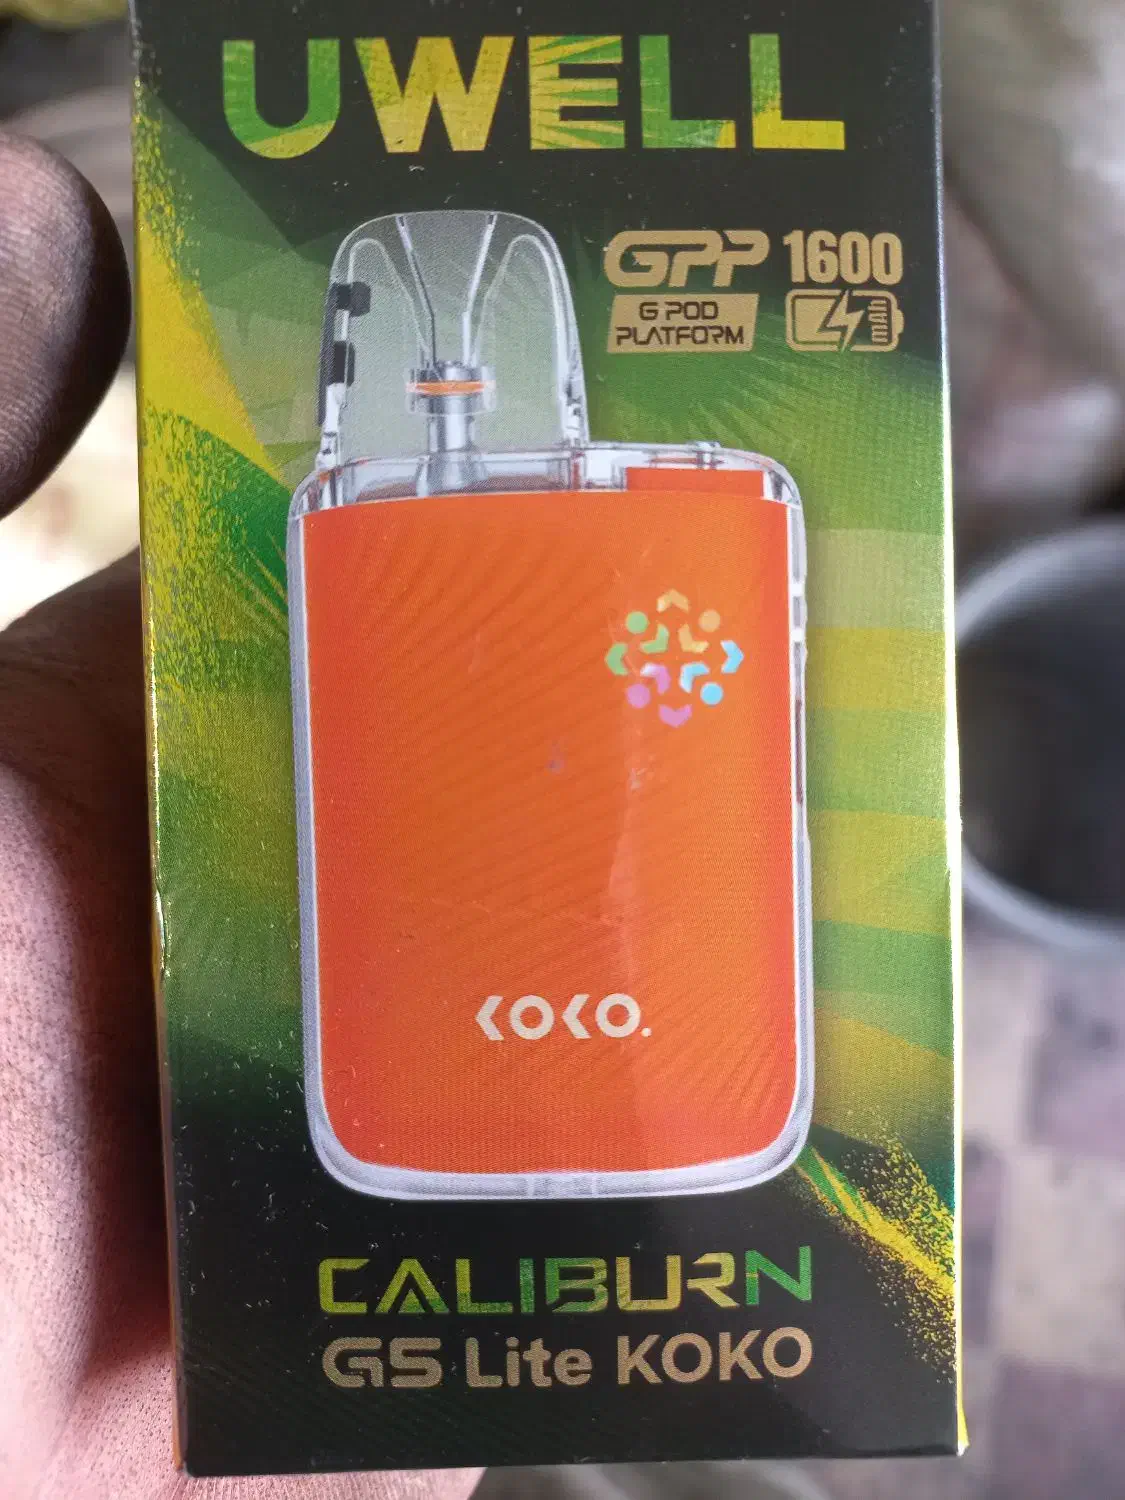 UWELL
GPP 1600
G POD
PLATFORM
mAh
KOKO.
CALIBURN
G5 Lite KOKO